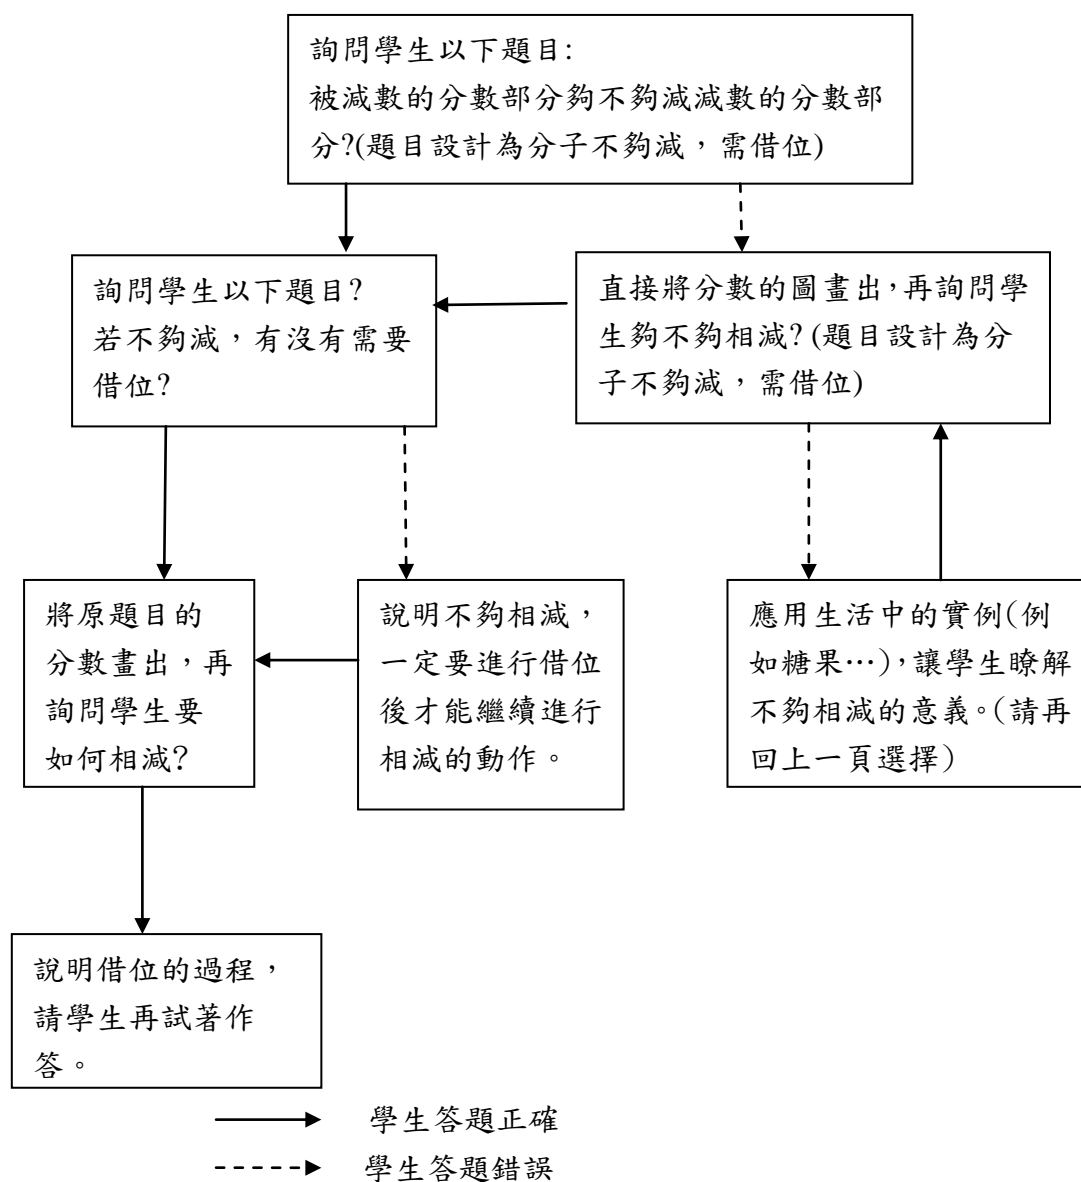 詢問學生以下題目:
被減數的分數部分夠不夠減減數的分數部
分?(題目設計為分子不夠減，需借位)
詢問學生以下題目?
若不夠減，有沒有需要
借位?
直接將分數的圖畫出，再詢問學
生夠不夠相減? (題目設計為分
子不夠減，需借位)
將原題目的
分數畫出，再
詢問學生要
如何相減?
說明不夠相減，
一定要進行借位
後才能繼續進行
相減的動作。
應用生活中的實例(例
如糖果…)，讓學生瞭解
不夠相減的意義。(請再
回上一頁選擇)
說明借位的過程，
請學生再試著作
答。
學生答題正確
學生答題錯誤